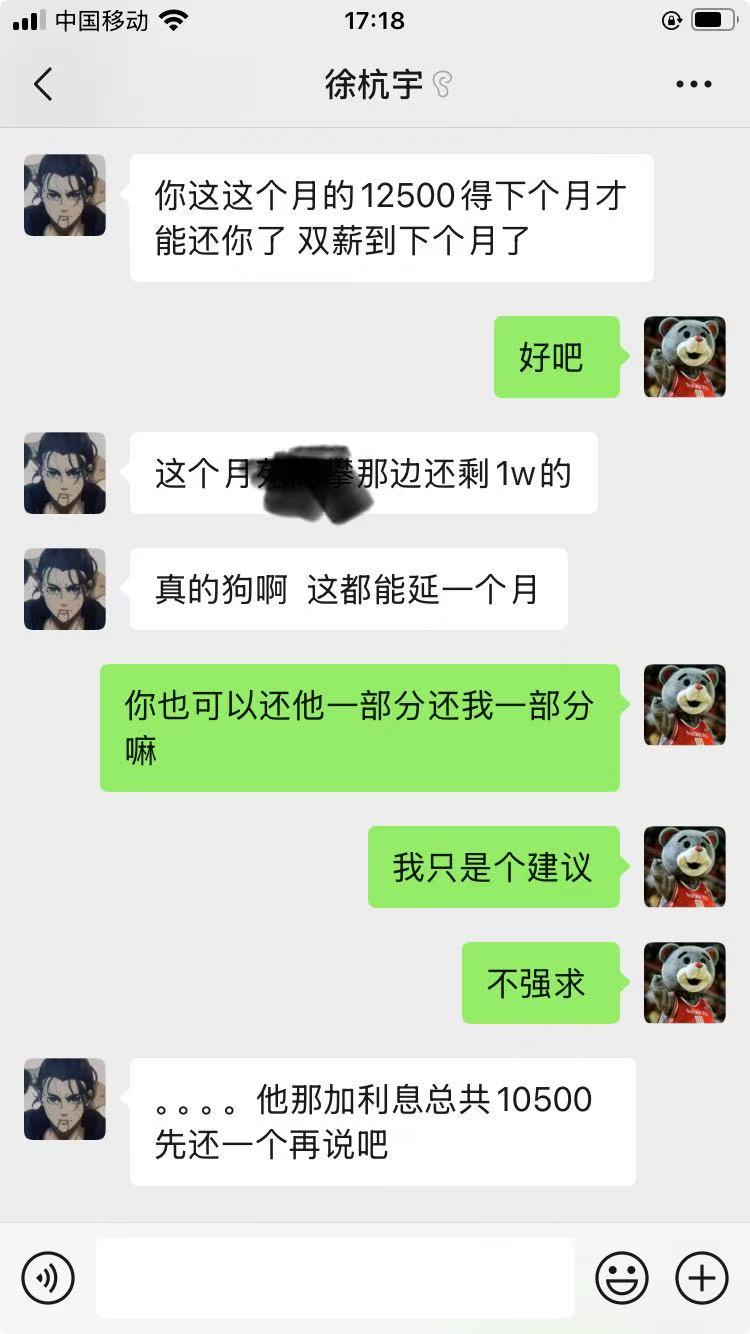 中国移动
17:18
徐杭宇
你这这个月的12500得下个月才
能还你了 双薪到下个月了
好吧
这个月
那边还剩1w的
真的狗啊 这都能延一个月
你也可以还他一部分还我一部分
嘛
我只是个建议
不强求
。。。。他那加利息总共10500
先还一个再说吧